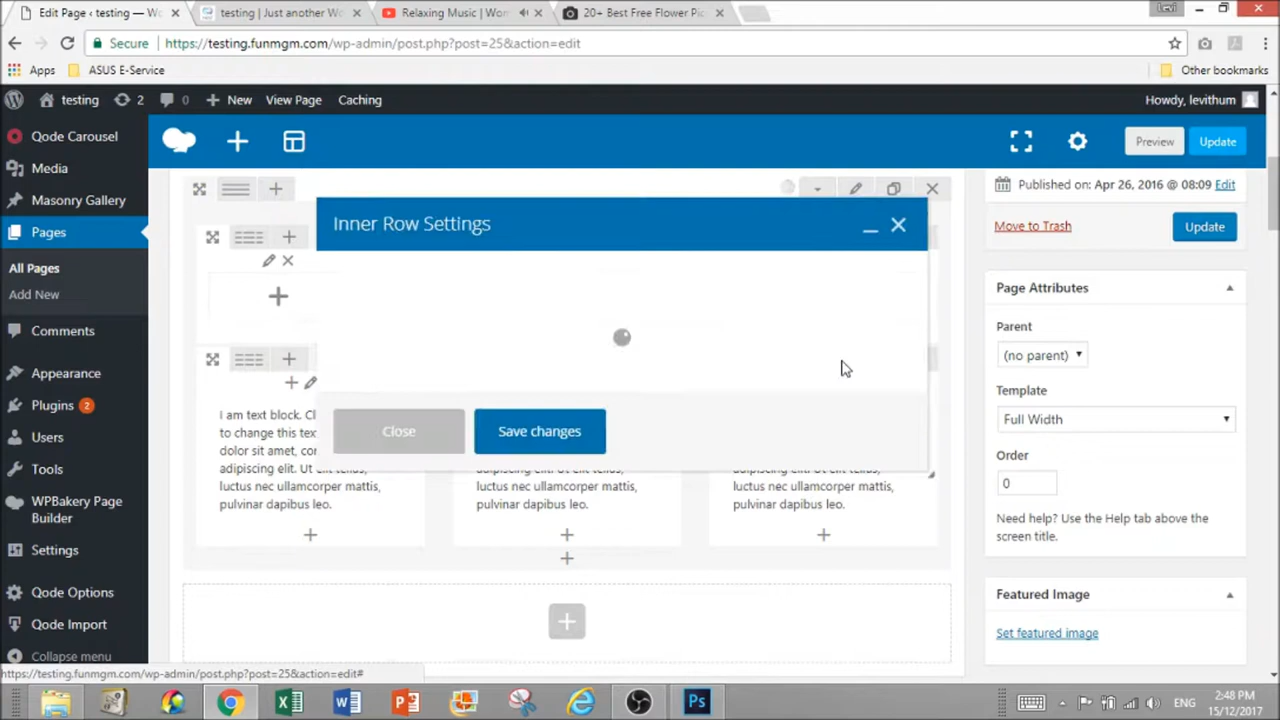 Edit Page ‹ testing — Wo
testing | Just another Wo
Relaxing Music | Won
20+ Best Free Flower Pic
Levi
Secure
https://testing.funmgm.com/wp-admin/post.php?post=25&action=edit
Apps
ASUS E-Service
Other bookmarks
testing
2
0
New
View Page
Caching
Howdy, levithum
Qode Carousel
Media
Masonry Gallery
Pages
All Pages
Add New
Comments
Appearance
Plugins 2
Users
Tools
WPBakery Page
Builder
Settings
Qode Options
Qode Import
Collapse menu
Preview
Update
Inner Row Settings
Close
Save changes
I am text block. Cl
to change this tex
dolor sit amet, con
adipiscing elit. Ut elit tellus,
luctus nec ullamcorper mattis,
pulvinar dapibus leo.
adipiscing elit. Ut elit tellus,
luctus nec ullamcorper mattis,
pulvinar dapibus leo.
adipiscing elit. Ut elit tellus,
luctus nec ullamcorper mattis,
pulvinar dapibus leo.
Published on: Apr 26, 2016 @ 08:09 Edit
Move to Trash
Update
Page Attributes
Parent
(no parent)
Template
Full Width
Order
0
Need help? Use the Help tab above the
screen title.
Featured Image
Set featured image
https://testing.funmgm.com/wp-admin/post.php?post=25&action=edit#
ENG
2:48 PM
15/12/2017